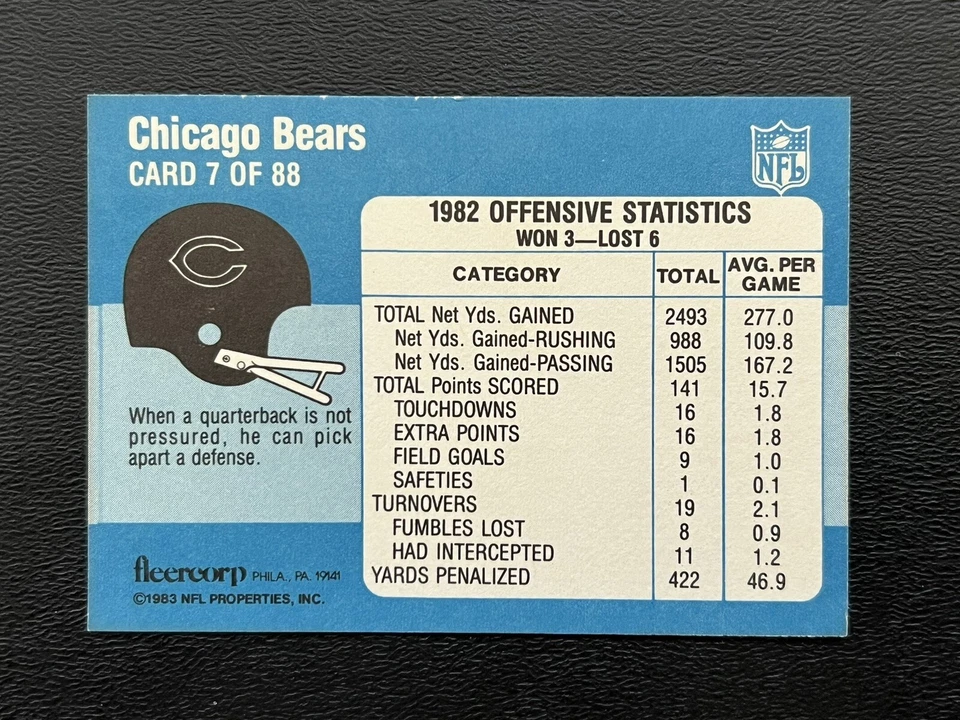 Chicago Bears
CARD 7 OF 88
NFL
C
1982 OFFENSIVE STATISTICS
WON 3—LOST 6
CATEGORY TOTAL AVG. PER GAME
TOTAL Net Yds. GAINED 2493 277.0
Net Yds. Gained-RUSHING 988 109.8
Net Yds. Gained-PASSING 1505 167.2
TOTAL Points SCORED 141 15.7
TOUCHDOWNS 16 1.8
EXTRA POINTS 16 1.8
FIELD GOALS 9 1.0
SAFETIES 1 0.1
TURNOVERS 19 2.1
FUMBLES LOST 8 0.9
HAD INTERCEPTED 11 1.2
YARDS PENALIZED 422 46.9
When a quarterback is not
pressured, he can pick
apart a defense.
fleercorp PHILA., PA. 19141
©1983 NFL PROPERTIES, INC.